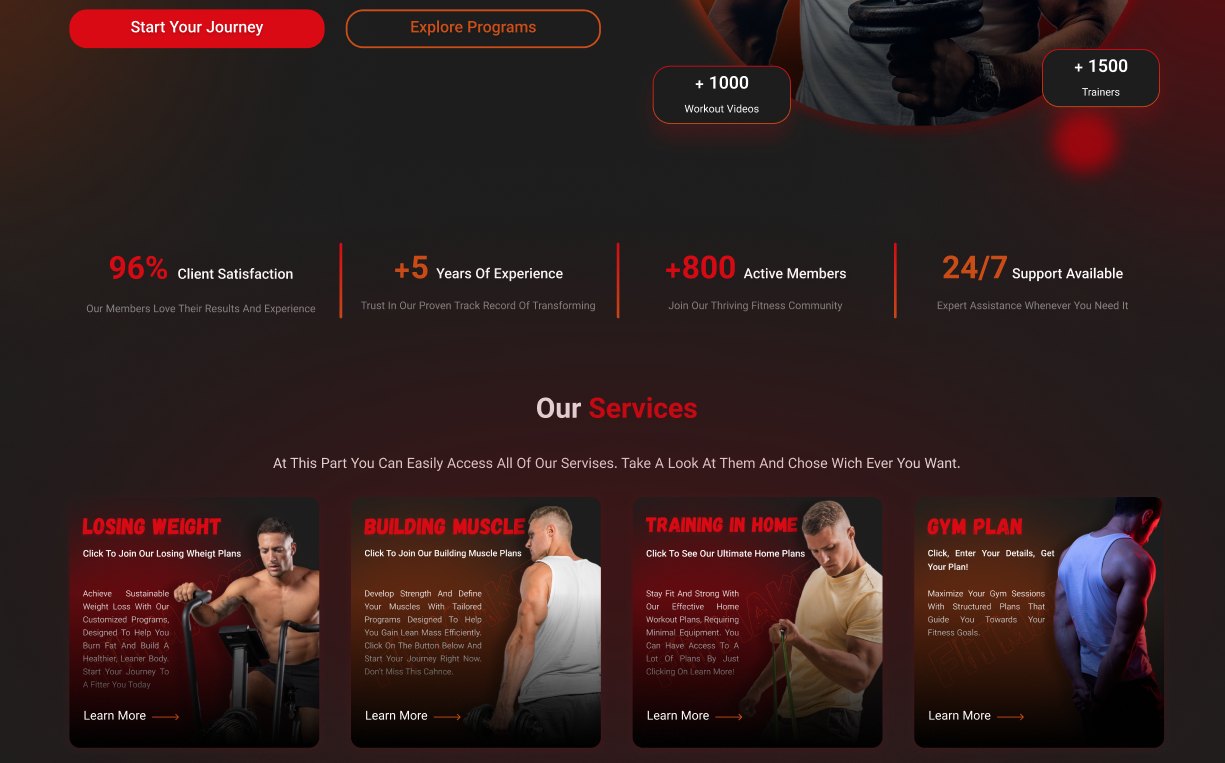 Start Your Journey
Explore Programs
+ 1000
Workout Videos
+ 1500
Trainers
96% Client Satisfaction
Our Members Love Their Results And Experience
+5 Years Of Experience
Trust In Our Proven Track Record Of Transforming
+800 Active Members
Join Our Thriving Fitness Community
24/7 Support Available
Expert Assistance Whenever You Need It
Our Services
At This Part You Can Easily Access All Of Our Servises. Take A Look At Them And Chose Wich Ever You Want.
LOSING WEIGHT
Click To Join Our Losing Wheigt Plans
Achieve Sustainable
Weight Loss With Our
Customized Programs,
Designed To Help You
Burn Fat And Build A
Healthier, Leaner Body.
Start Your Journey To
A Fitter You Today
Learn More
BUILDING MUSCLE
Click To Join Our Building Muscle Plans
Develop Strength And Define
Your Muscles With Tailored
Programs Designed To Help
You Gain Lean Mass Efficiently.
Click On The Button Below And
Start Your Journey Right Now.
Don't Miss This Cahnce.
Learn More
TRAINING IN HOME
Click To See Our Ultimate Home Plans
Stay Fit And Strong With
Our Effective Home
Workout Plans, Requiring
Minimal Equipment. You
Can Have Access To A
Lot Of Plans By Just
Clicking On Learn More!
Learn More
GYM PLAN
Click, Enter Your Details, Get
Your Plan!
Maximize Your Gym Sessions
With Structured Plans That
Guide You Towards Your
Fitness Goals.
Learn More